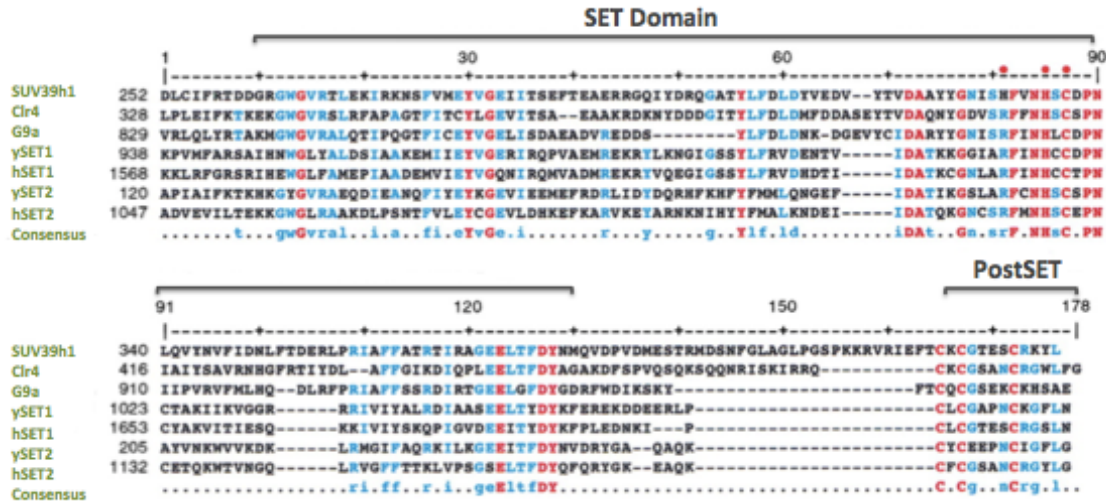 SET Domain
1 30 60 90
|--------+---------+---------+---------+---------+---------+---------+---------+---------|
SUV39h1 252 DLCIFRTDDGRGWGVRTLEKIRKNSFVMEYVGEIITSEFTEAERRGQIYDRQGATYLFDLDYVEDV--YTVDAAYYGNISHFVNHSCDPN
Clr4 328 LPLEIFKTKEKGWGVRSLRFAPAGTFITCYLGEVITSA--EAAKRDKNYDDDGITYLFDLDMFDDASEYTVDAQNYGDVSRFFNHSCSPN
G9a 829 VRLQLYRTAKMGWGVRALQTIPQGTFICEYVGELISDAEADVREDDS--------YLFDLDNK-DGEVYCIDARYYGNISRFINHLCDPN
ySET1 938 KPVMFARSAIHNWGLYALDSIAAKEMIIEYVGERIRQPVAEMREKRYLKNGIGSSYLFRVDENTV-----IDATKKGGIARFINHCCDPN
hSET1 1568 KKLRFGRSRIHEWGLFAMEPIAADEMVIEYVGQNIRQMVADMREKRYVQEGIGSSYLFRVDHDTI-----IDATKCGNLARFINHCCTPN
ySET2 120 APIAIFKTKHKGYGVRAEQDIEANQFIYEYKGEVIEEMEFRDRLIDYDQRHFKHFYFMMLQNGEF-----IDATIKGSLARFCNHSCSPN
hSET2 1047 ADVEVILTEKKGWGLRAAKDLPSNTFVLEYCGEVLDHKEFKARVKEYARNKNIHYYFMALKNDEI-----IDATQKGNCSRFMNHSCEPN
Consensus .......t...gwGvral..i.a..fi.eYvGe.i.......r...y.....g..Ylf.ld.........iDAt..Gn.srF.NHsC.PN
PostSET
91 120 150 178
|--------+---------+---------+---------+---------+---------+---------+---------+-------|
SUV39h1 340 LQVYNVFIDNLFTDERLPRIAFFATRTIRAGEELTFDYNMQVDPVDMESTRMDSNFGLAGLPGSPKKRVRIEFTCKCGTESCRKYL
Clr4 416 IAIYSAVRNHGFRTIYDL-AFFGIKDIQPLEELTFDYAGAKDFSPVQSQKSQQNRISKIRRQ-----------CKCGSANCRGWLFG
G9a 910 IIPVRVFMLHQ--DLRFPRIAFFSSRDIRTGEELGFDYGDRFWDIKSKY-----------------------FTCQCGSEKCKHSAE
ySET1 1023 CTAKIIKVGGR------RRIVIYALRDIAASEELTYDYKFEREKDDEERLP----------------------CLCGAPNCKGFLN
hSET1 1653 CYAKVITIESQ------KKIVIYSKQPIGVDEEITYDYKFPLEDNKI--P-----------------------CLCGTESCRGSLN
ySET2 205 AYVNKWVVKDK------LRMGIFAQRKILKGEEITFDYNVDRYGA--QAQK----------------------CYCEEPNCIGFLG
hSET2 1132 CETQKWTVNGQ------LRVGFFTTKLVPSGSELTFDYQFQRYGK--EAQK----------------------CFCGSANCRGYLG
Consensus ..................ri.ff..r.i..geEltfDY...................................C.Cg..nCrg.l..